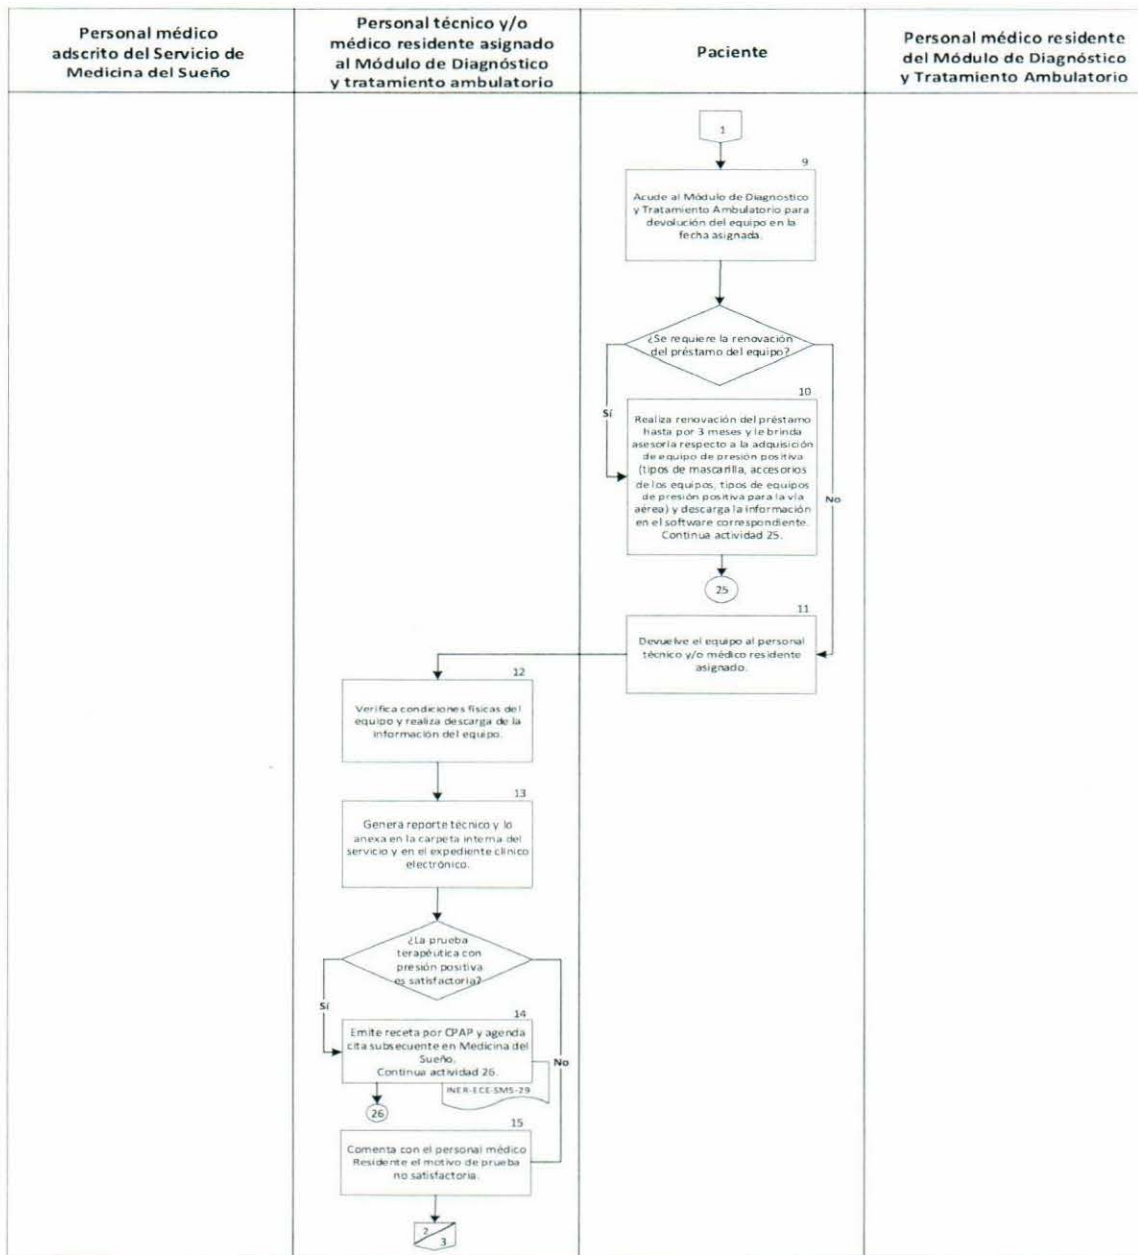 Personal médico
adscrito del Servicio de
Medicina del Sueño
Personal técnico y/o
médico residente asignado
al Módulo de Diagnóstico
y tratamiento ambulatorio
Paciente
Personal médico residente
del Módulo de Diagnóstico
y Tratamiento Ambulatorio
1
9
Acude al Módulo de Diagnóstico
y Tratamiento Ambulatorio para
devolución del equipo en la
fecha asignada.
¿Se requiere la renovación
del préstamo del equipo?
Sí
No
10
Realiza renovación del préstamo
hasta por 3 meses y le brinda
asesoría respecto a la adquisición
de equipo de presión positiva
(tipos de mascarilla, accesorios
de los equipos, tipos de equipos
de presión positiva para la vía
aérea) y descarga la información
en el software correspondiente.
Continua actividad 25.
25
11
Devuelve el equipo al personal
técnico y/o médico residente
asignado.
12
Verifica condiciones físicas del
equipo y realiza descarga de la
información del equipo.
13
Genera reporte técnico y lo
anexa en la carpeta interna del
servicio y en el expediente clínico
electrónico.
¿La prueba
terapéutica con
presión positiva
es satisfactoria?
Sí
No
14
Emite receta por CPAP y agenda
cita subsecuente en Medicina del
Sueño.
Continua actividad 26.
INER-ECE-SMS-29
26
15
Comenta con el personal médico
Residente el motivo de prueba
no satisfactoria.
2
3